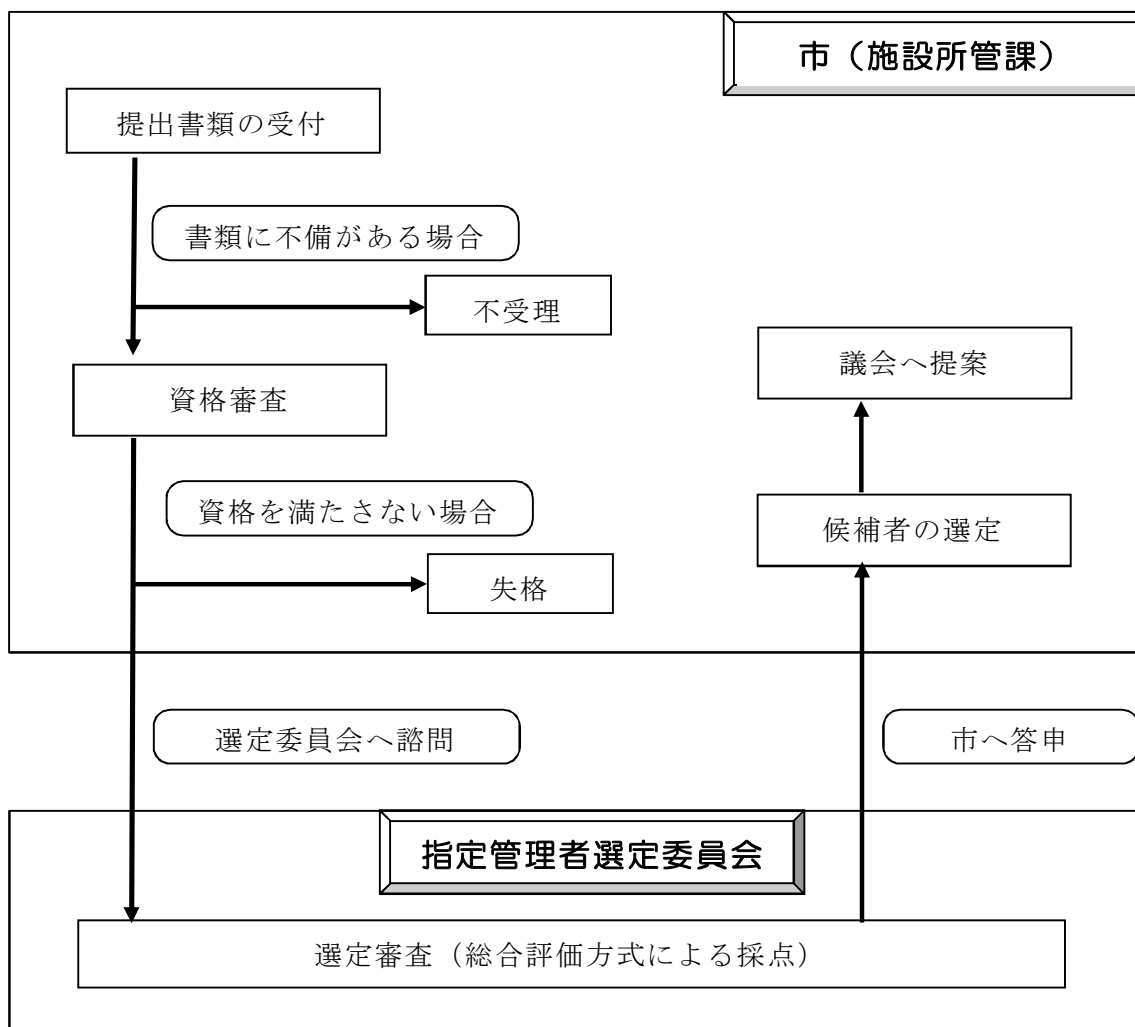 市（施設所管課）
提出書類の受付
書類に不備がある場合
不受理
資格審査
資格を満たさない場合
失格
議会へ提案
候補者の選定
選定委員会へ諮問
市へ答申
指定管理者選定委員会
選定審査（総合評価方式による採点）